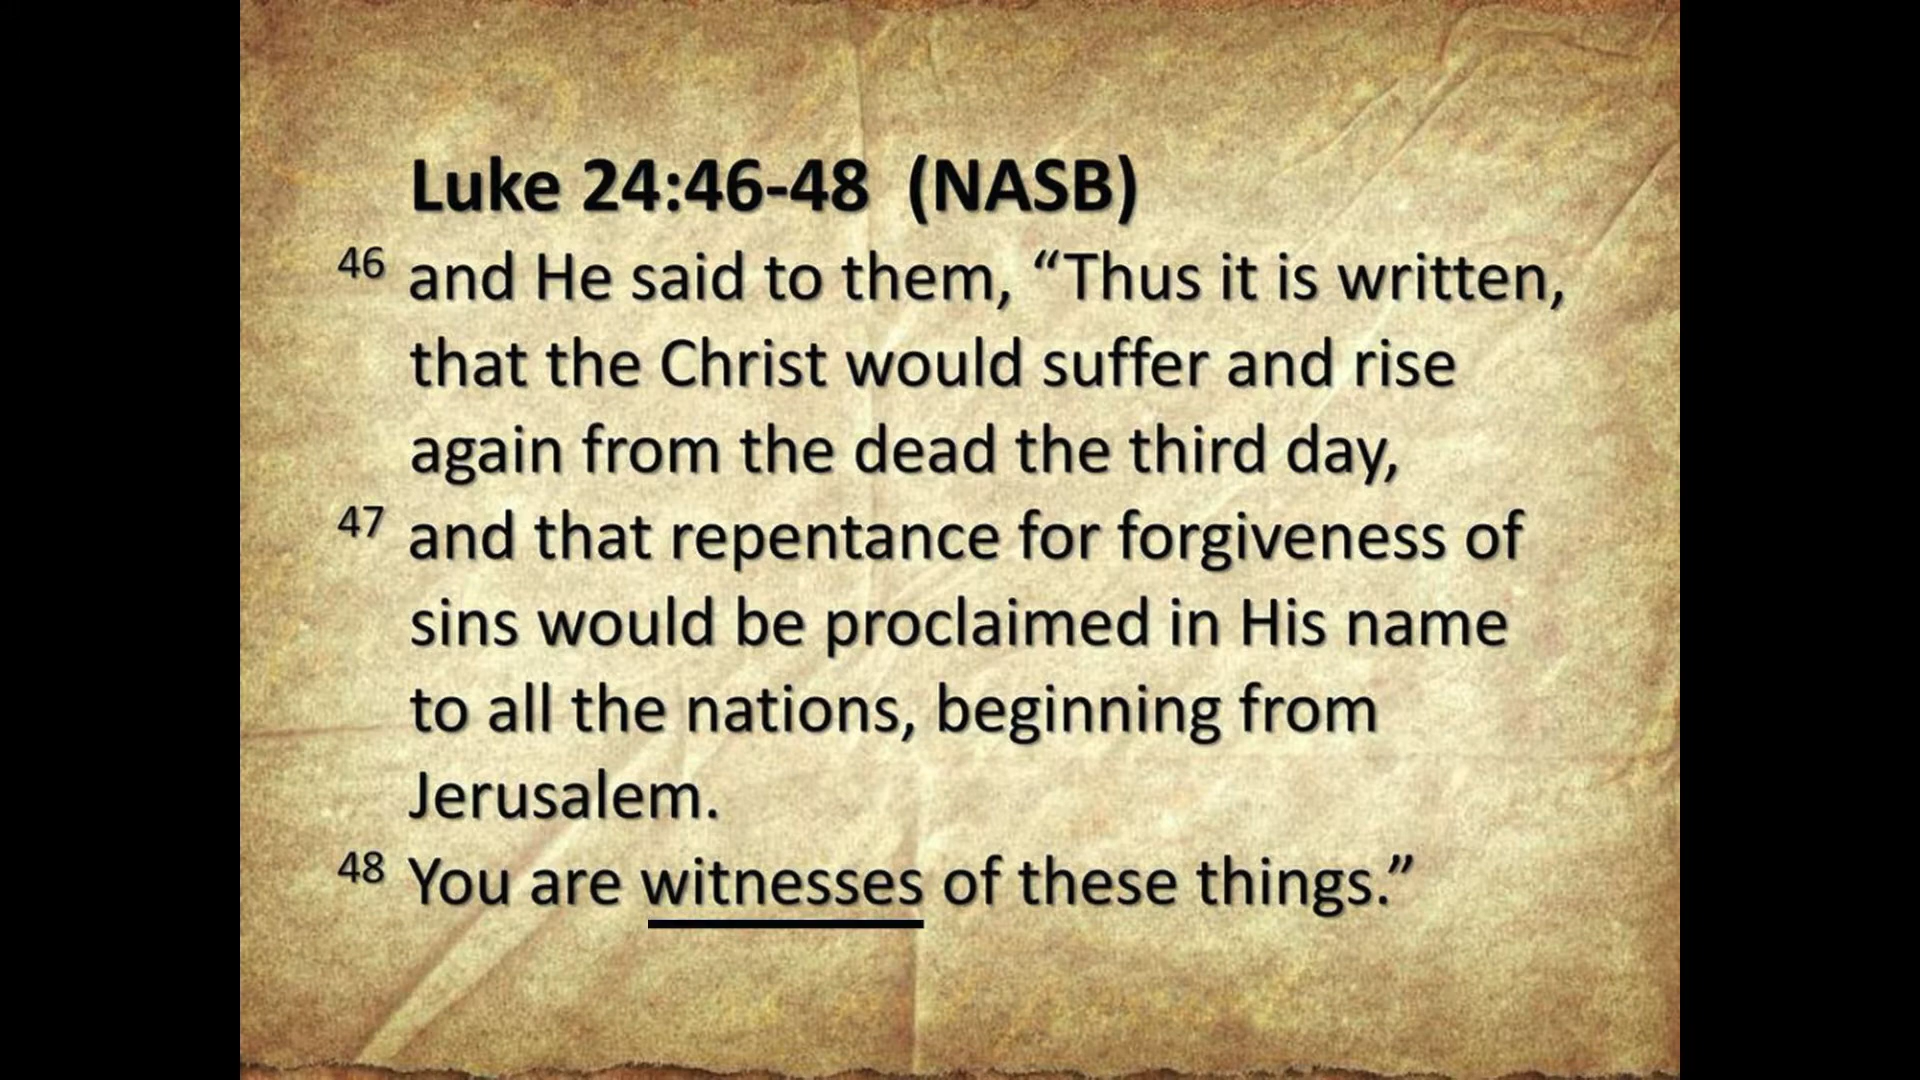 Luke 24:46-48  (NASB)
46 and He said to them, “Thus it is written,
that the Christ would suffer and rise
again from the dead the third day,
47 and that repentance for forgiveness of
sins would be proclaimed in His name
to all the nations, beginning from
Jerusalem.
48 You are witnesses of these things.”